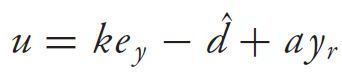 u = ke_y − d̂ + ay_r